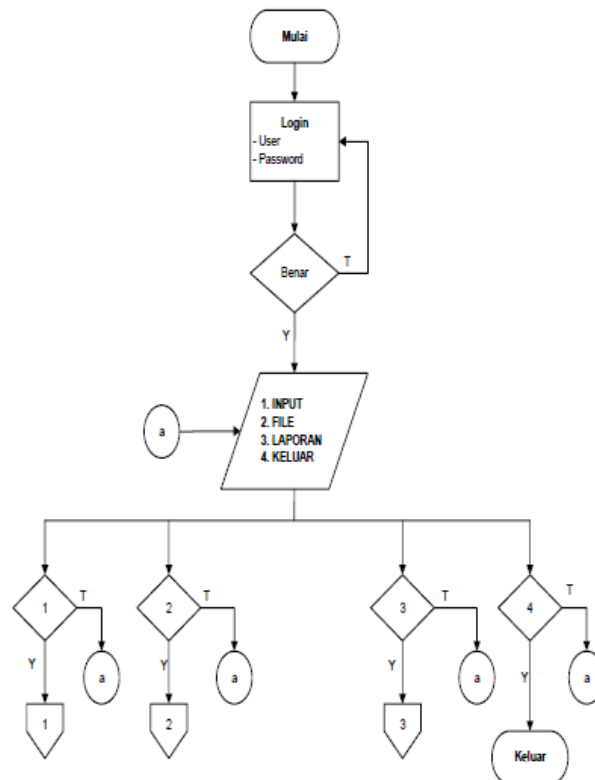 Mulai
Login
- User
- Password
Benar
T
Y
1. INPUT
2. FILE
3. LAPORAN
4. KELUAR
a
1
T
2
T
3
T
4
T
Y
a
Y
a
Y
a
Y
a
1
2
3
Keluar